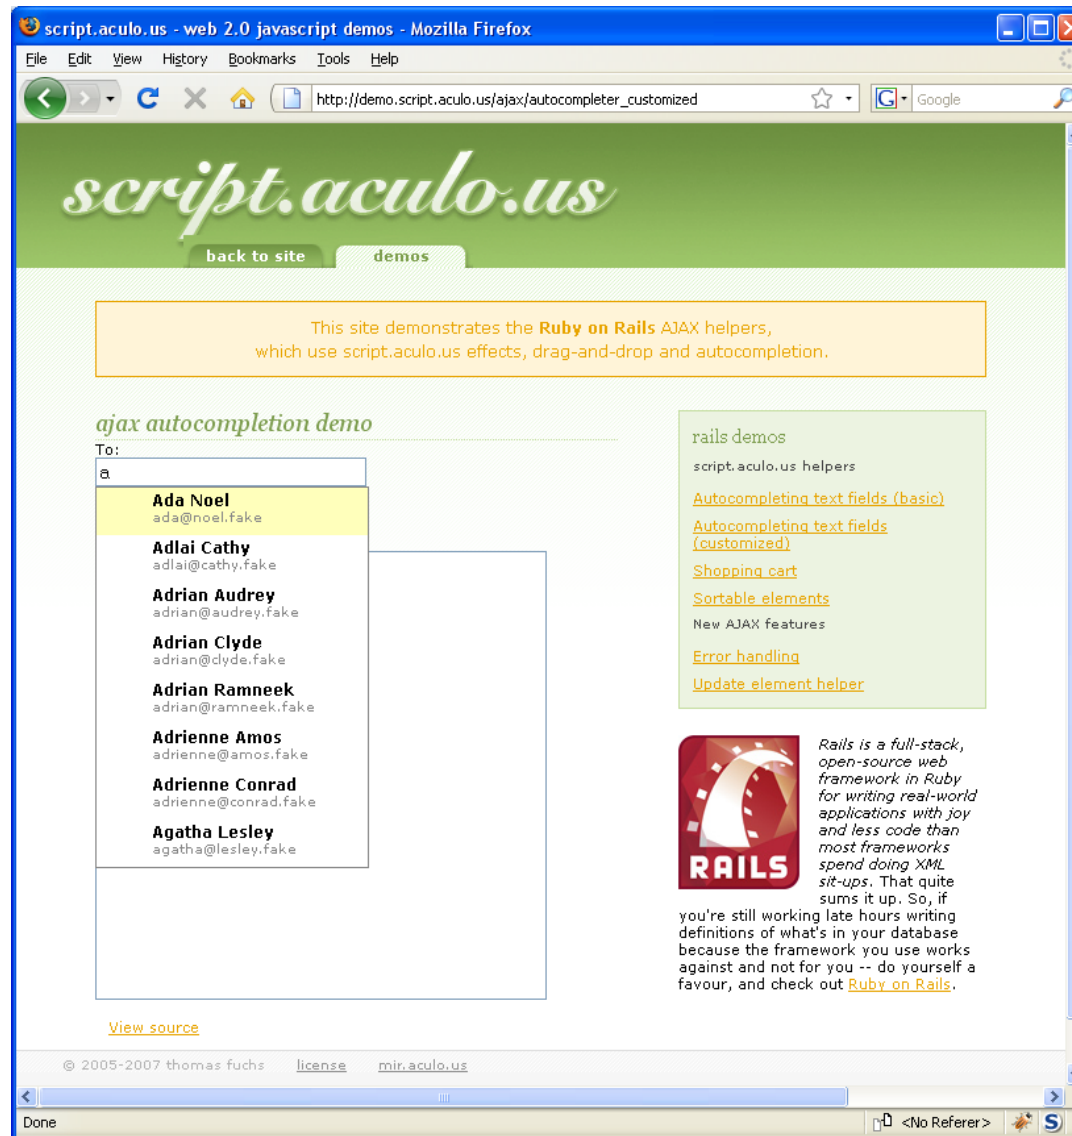 script.aculo.us - web 2.0 javascript demos - Mozilla Firefox
File Edit View History Bookmarks Tools Help
http://demo.script.aculo.us/ajax/autocompleter_customized
G Google
script.aculo.us
back to site demos
This site demonstrates the Ruby on Rails AJAX helpers,
which use script.aculo.us effects, drag-and-drop and autocompletion.
ajax autocompletion demo
To:
a
Ada Noel
ada@noel.fake
Adlai Cathy
adlai@cathy.fake
Adrian Audrey
adrian@audrey.fake
Adrian Clyde
adrian@clyde.fake
Adrian Ramneek
adrian@ramneek.fake
Adrienne Amos
adrienne@amos.fake
Adrienne Conrad
adrienne@conrad.fake
Agatha Lesley
agatha@lesley.fake
View source
rails demos
script.aculo.us helpers
Autocompleting text fields (basic)
Autocompleting text fields
(customized)
Shopping cart
Sortable elements
New AJAX features
Error handling
Update element helper
RAILS
Rails is a full-stack,
open-source web
framework in Ruby
for writing real-world
applications with joy
and less code than
most frameworks
spend doing XML
sit-ups. That quite
sums it up. So, if
you're still working late hours writing
definitions of what's in your database
because the framework you use works
against and not for you -- do yourself a
favour, and check out Ruby on Rails.
© 2005-2007 thomas fuchs license mir.aculo.us
Done <No Referer> S